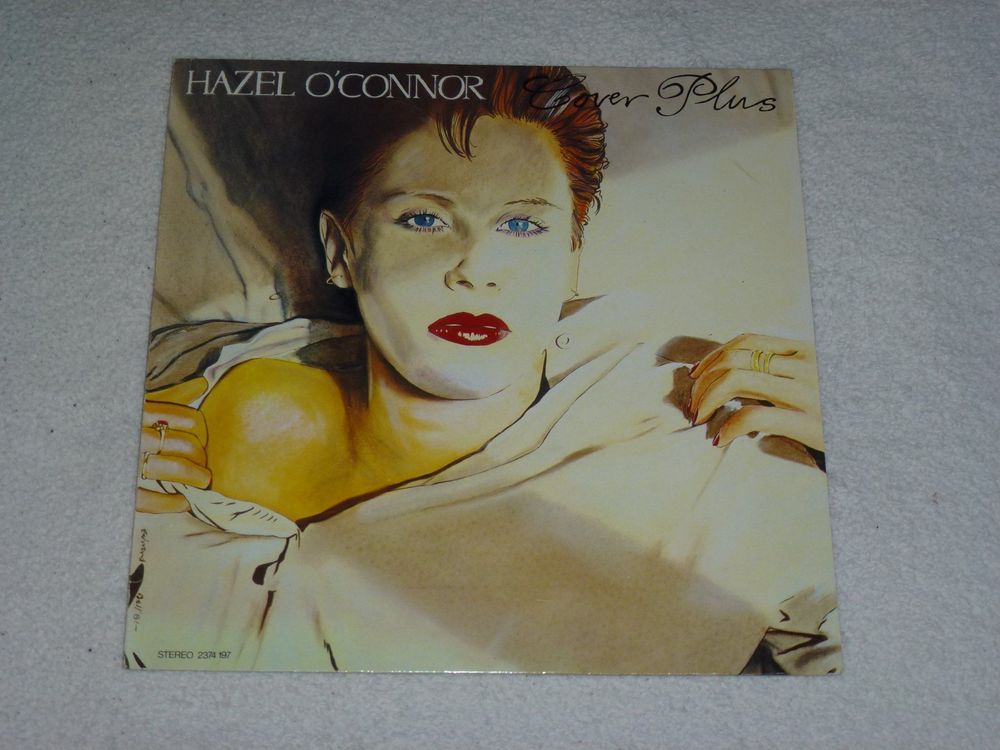 HAZEL O'CONNOR Cover Plus
STEREO 2374 197